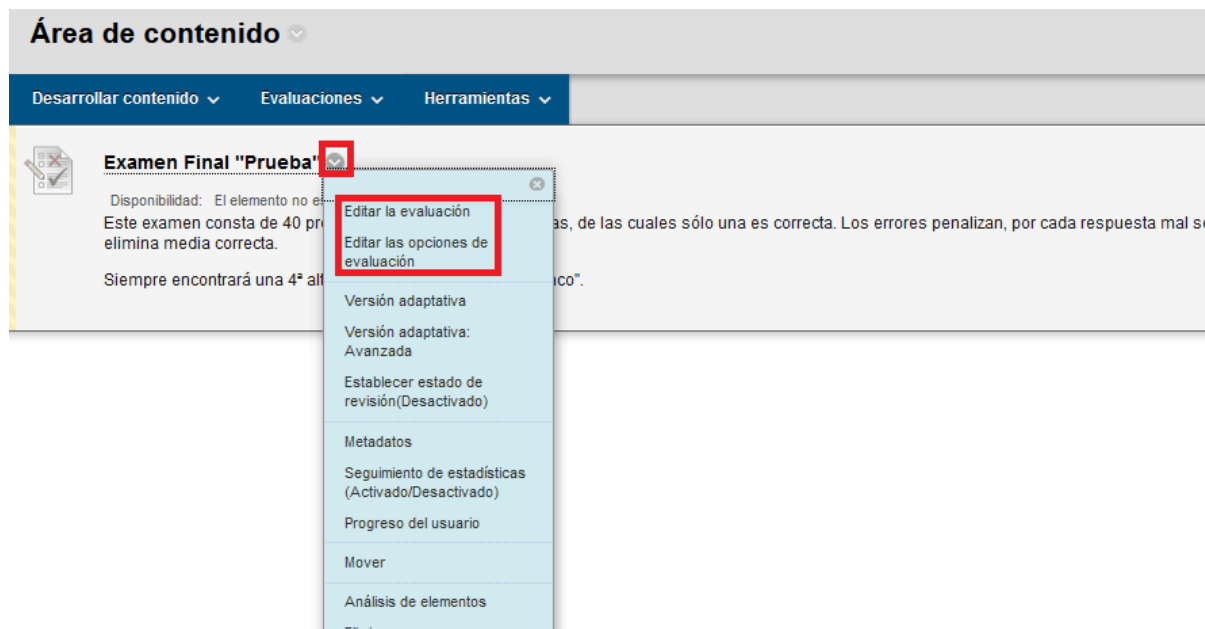 Área de contenido
Desarrollar contenido Evaluaciones Herramientas
Examen Final "Prueba"
Disponibilidad: El elemento no
Editar la evaluación
Este examen consta de 40 as, de las cuales sólo una es correcta. Los errores penalizan, por cada respuesta mal
elimina media correcta.
Editar las opciones de
evaluación
Siempre encontrará una 4ª
Versión adaptativa
Versión adaptativa:
Avanzada
Establecer estado de
revisión(Desactivado)
Metadatos
Seguimiento de estadísticas
(Activado/Desactivado)
Progreso del usuario
Mover
Análisis de elementos